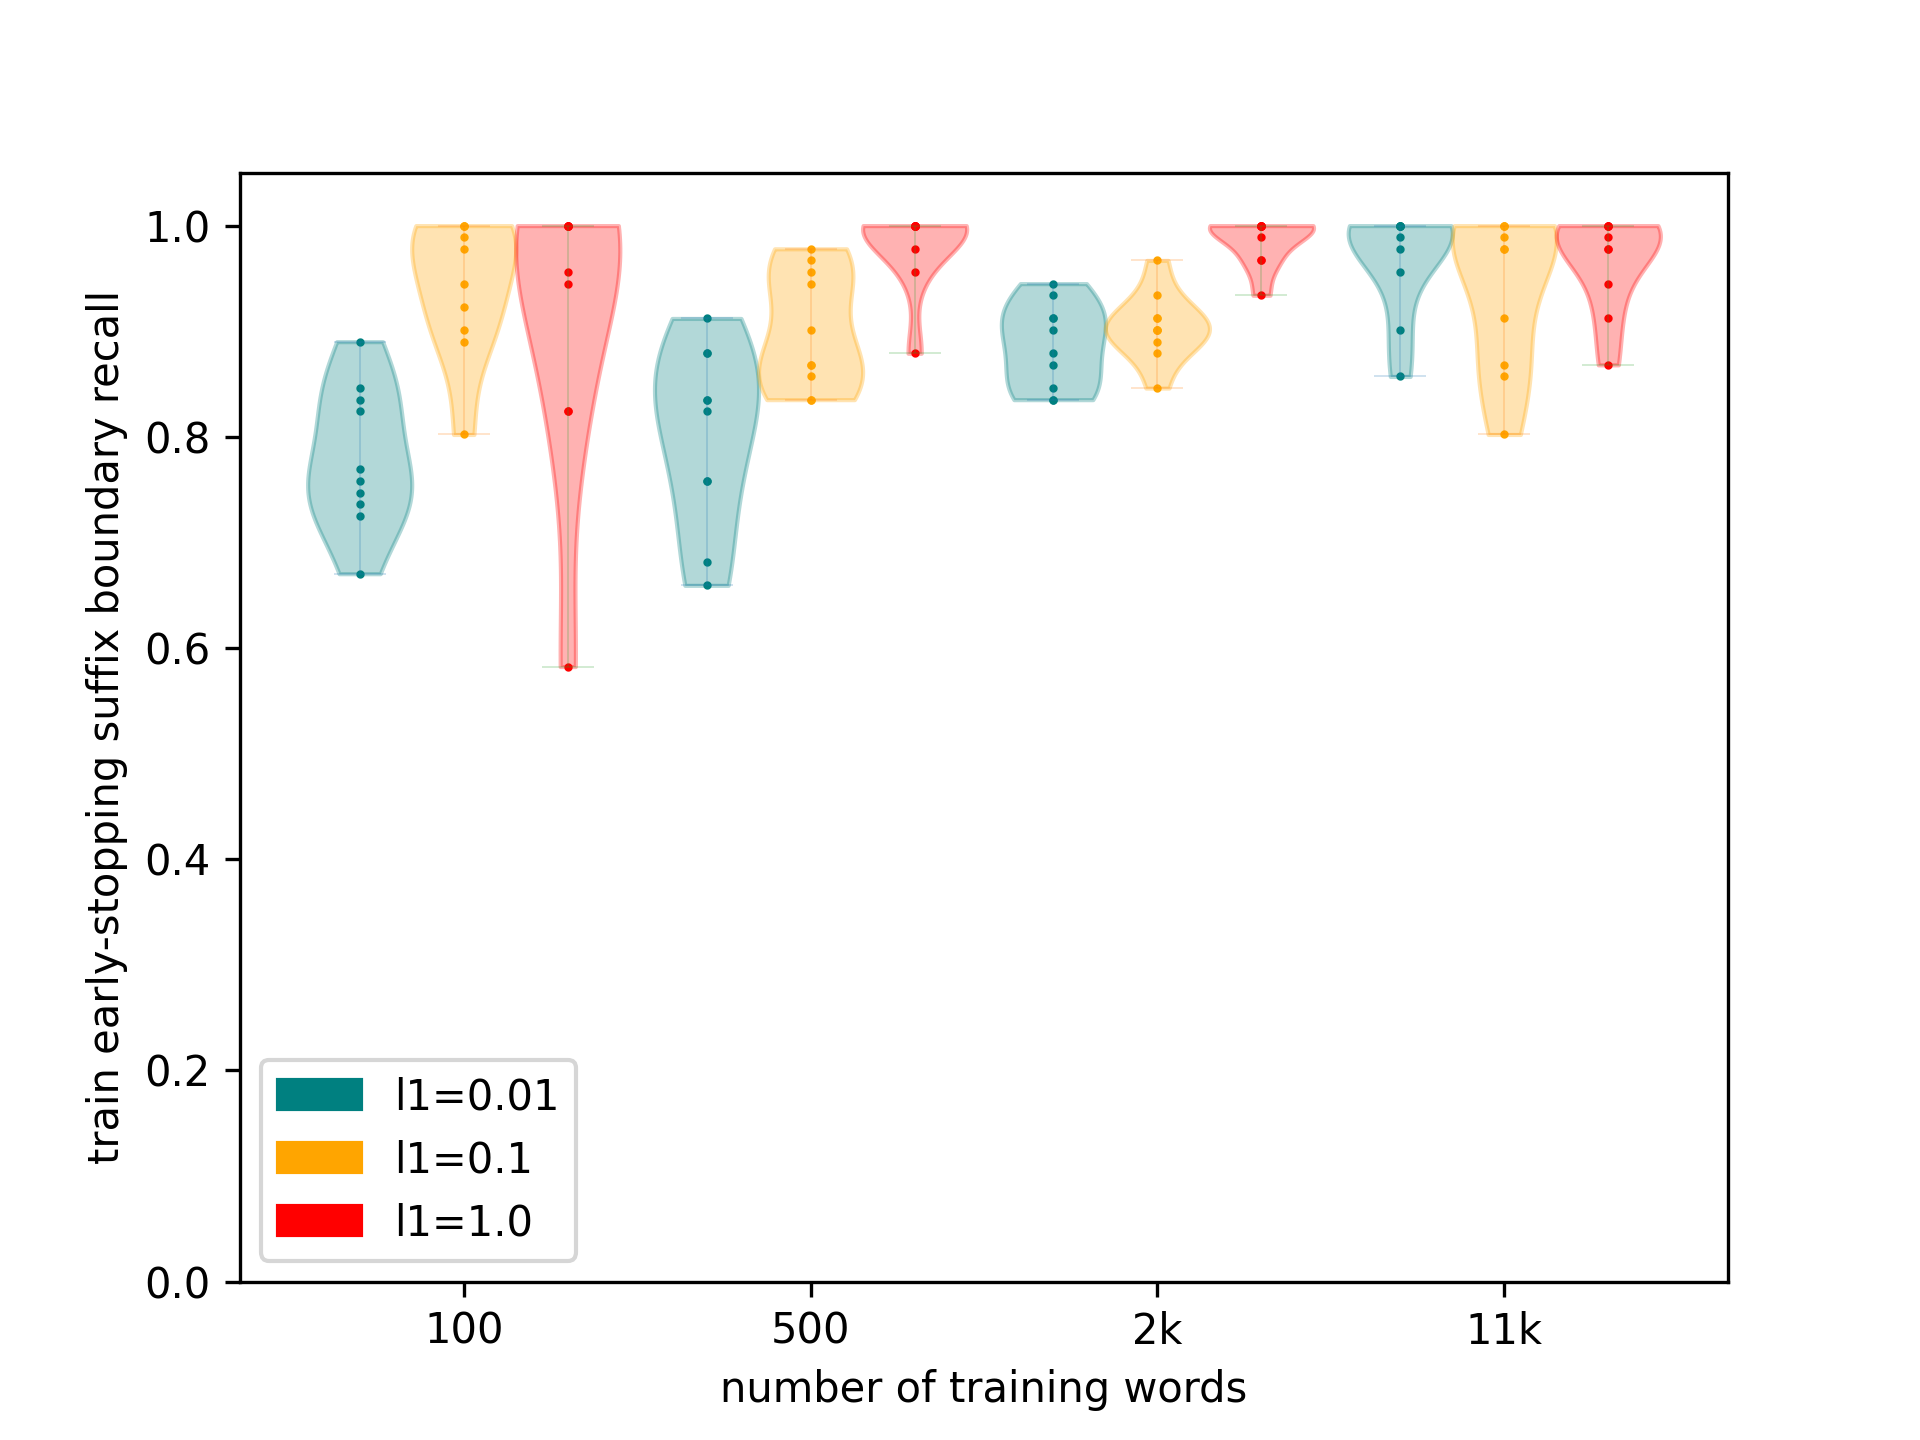 train early-stopping suffix boundary recall
1.0
0.8
0.6
0.4
0.2
0.0
l1=0.01
l1=0.1
l1=1.0
100 500 2k 11k
number of training words